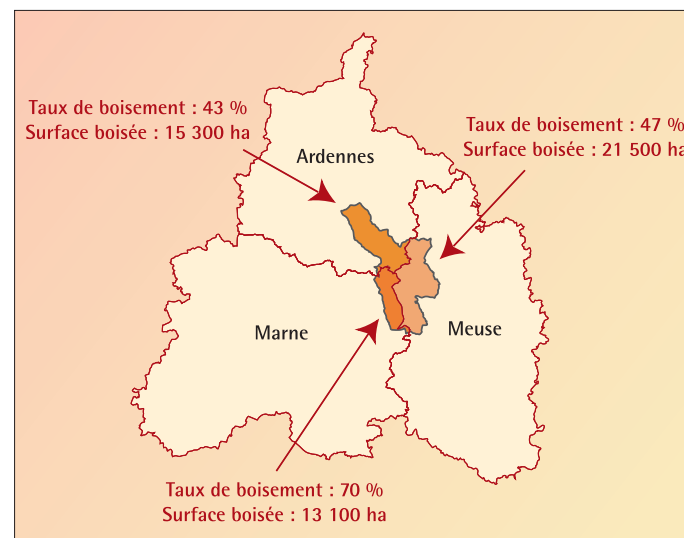 Taux de boisement : 43 %
Surface boisée : 15 300 ha
Taux de boisement : 47 %
Surface boisée : 21 500 ha
Ardennes
Marne
Meuse
Taux de boisement : 70 %
Surface boisée : 13 100 ha